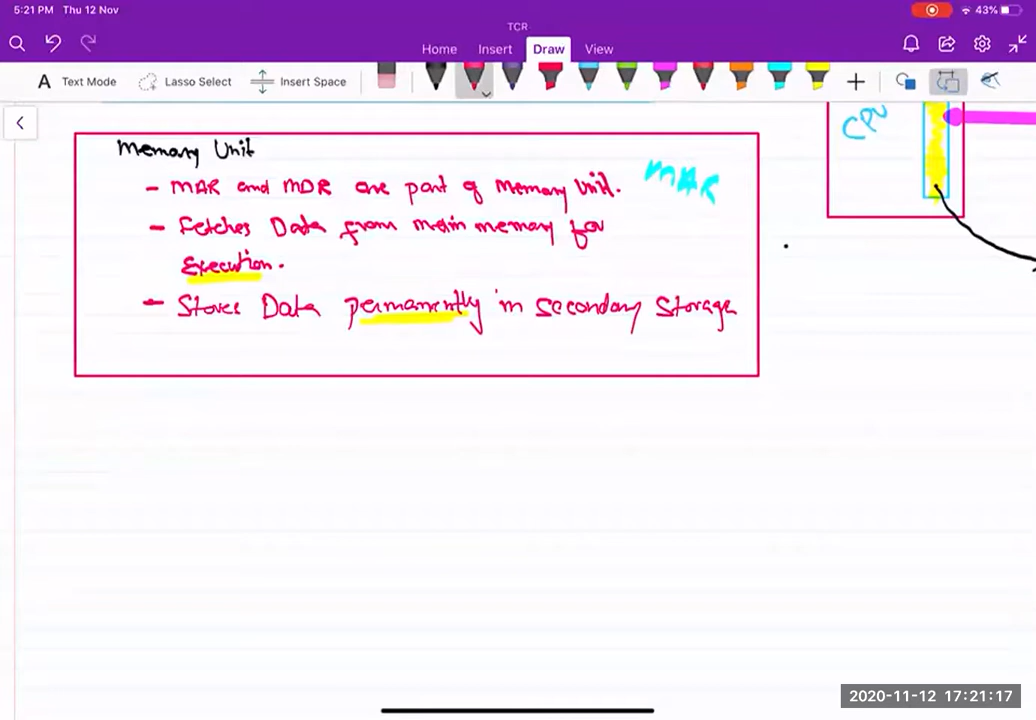 5:21 PM Thu 12 Nov
43%
TCR
Home Insert Draw View
A Text Mode Lasso Select Insert Space
CPU
Memory Unit
- MAR and MDR are part of Memory Unit. MAR
- Fetches Data from main memory for
Execution.
- Stores Data permanently in secondary storage
2020-11-12 17:21:17